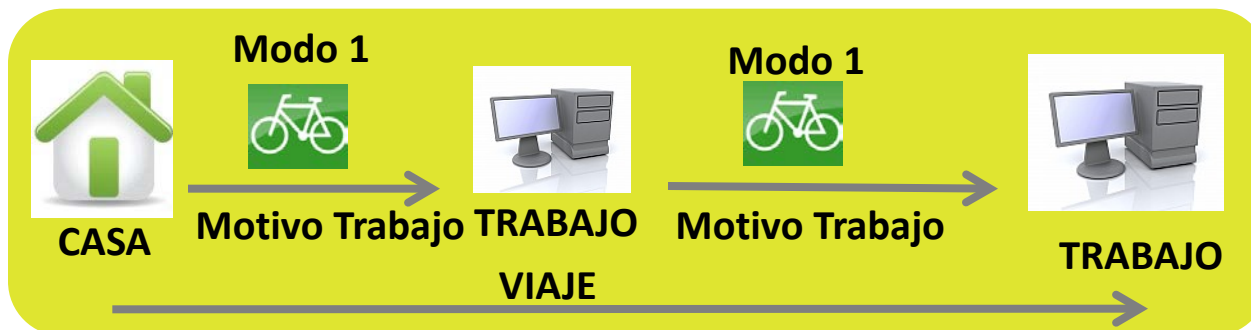 Modo 1
Modo 1
CASA
Motivo Trabajo
TRABAJO
Motivo Trabajo
TRABAJO
VIAJE